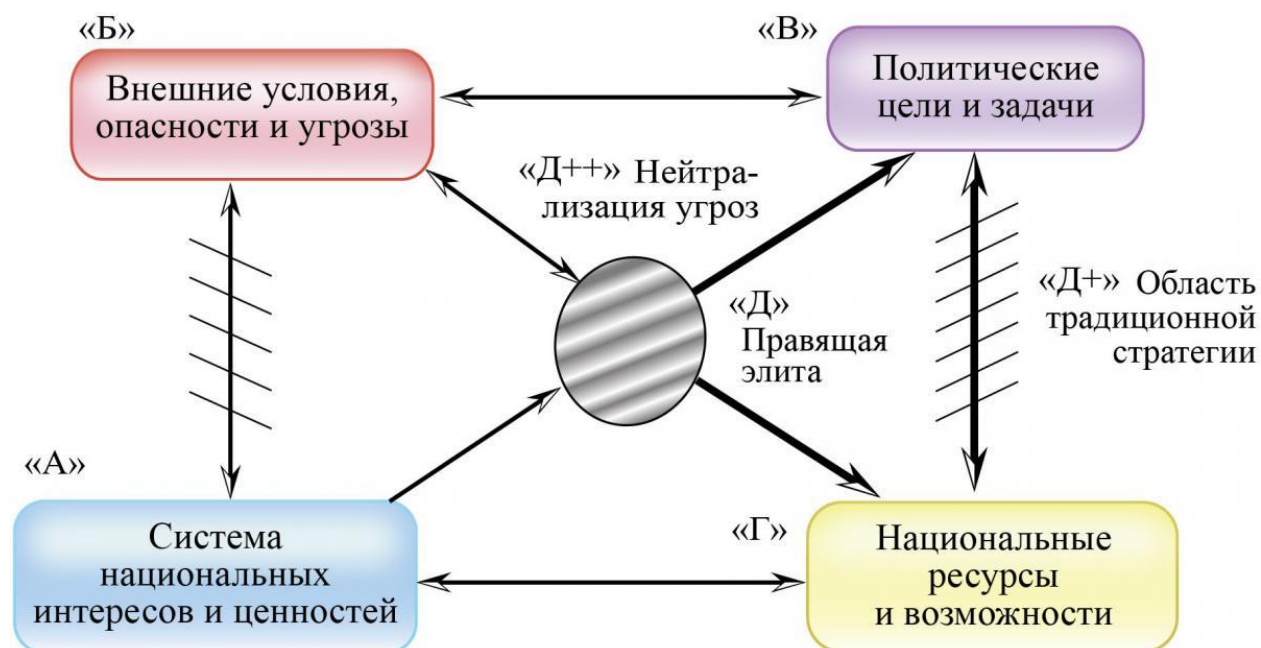 «Б»
Внешние условия,
опасности и угрозы
«В»
Политические
цели и задачи
«Д++» Нейтра-
лизация угроз
«Д»
Правящая
элита
«Д+» Область
традиционной
стратегии
«А»
Система
национальных
интересов и ценностей
«Г»
Национальные
ресурсы
и возможности